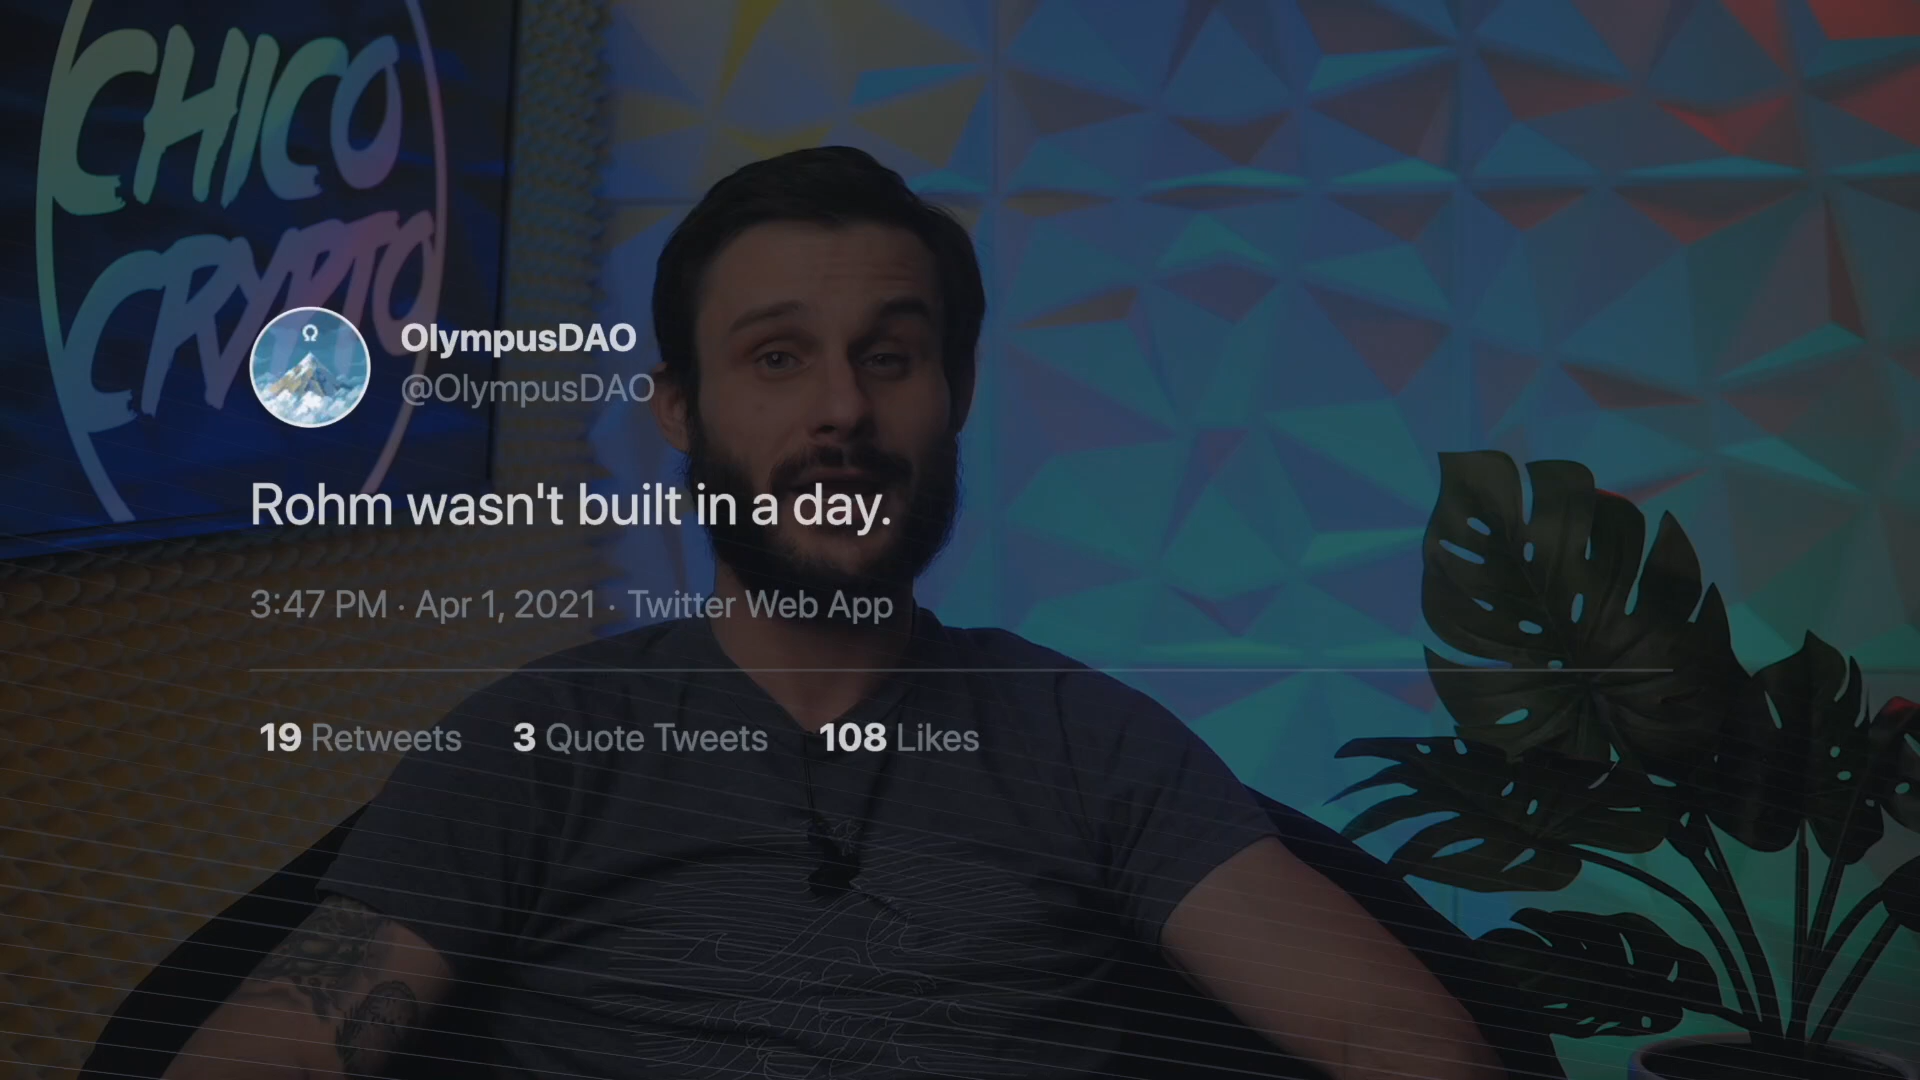 CHICO
CRYPTO
OlympusDAO
@OlympusDAO
Rohm wasn't built in a day.
3:47 PM · Apr 1, 2021 · Twitter Web App
19 Retweets 3 Quote Tweets 108 Likes